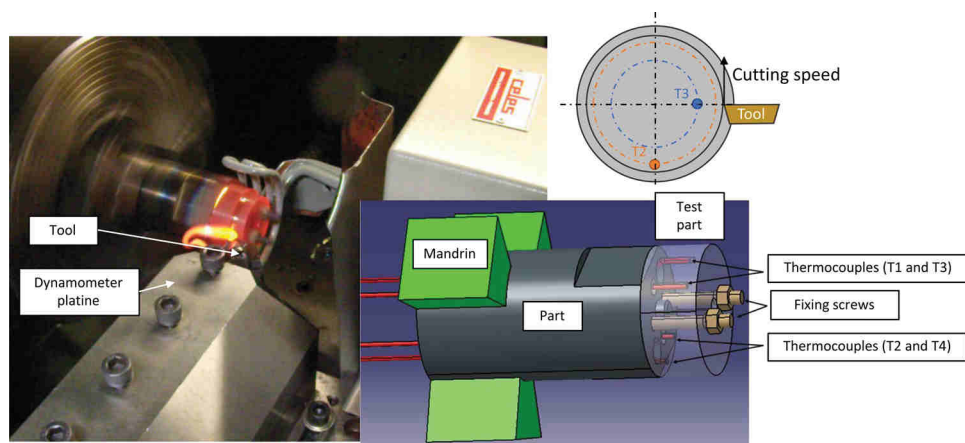 celes
Cutting speed
T3
Tool
T2
Test
part
Tool
Mandrin
Thermocouples (T1 and T3)
Dynamometer
platine
Part
Fixing screws
Thermocouples (T2 and T4)